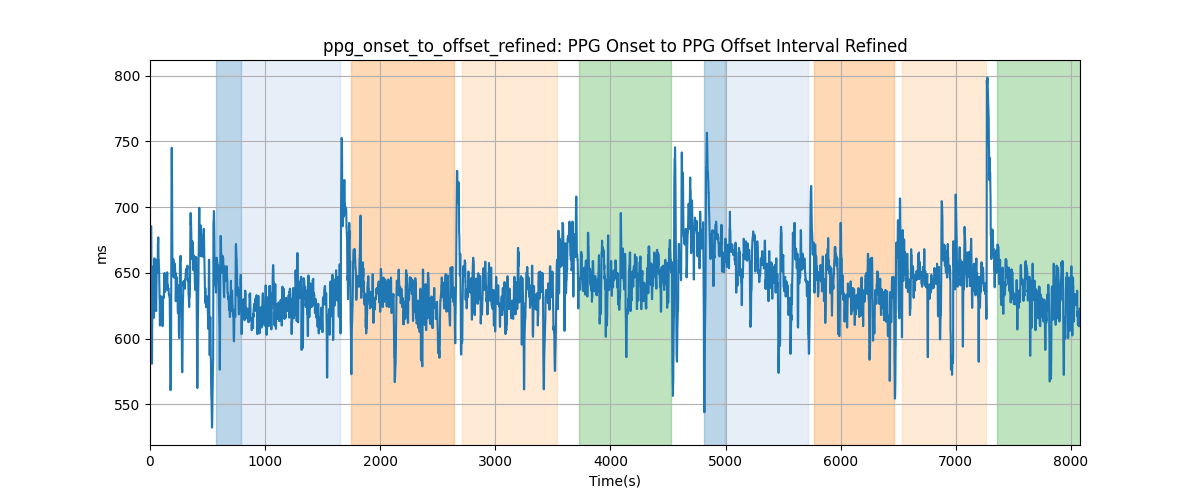 ppg_onset_to_offset_refined: PPG Onset to PPG Offset Interval Refined
800
750
700
650
600
550
ms
0 1000 2000 3000 4000 5000 6000 7000 8000
Time(s)